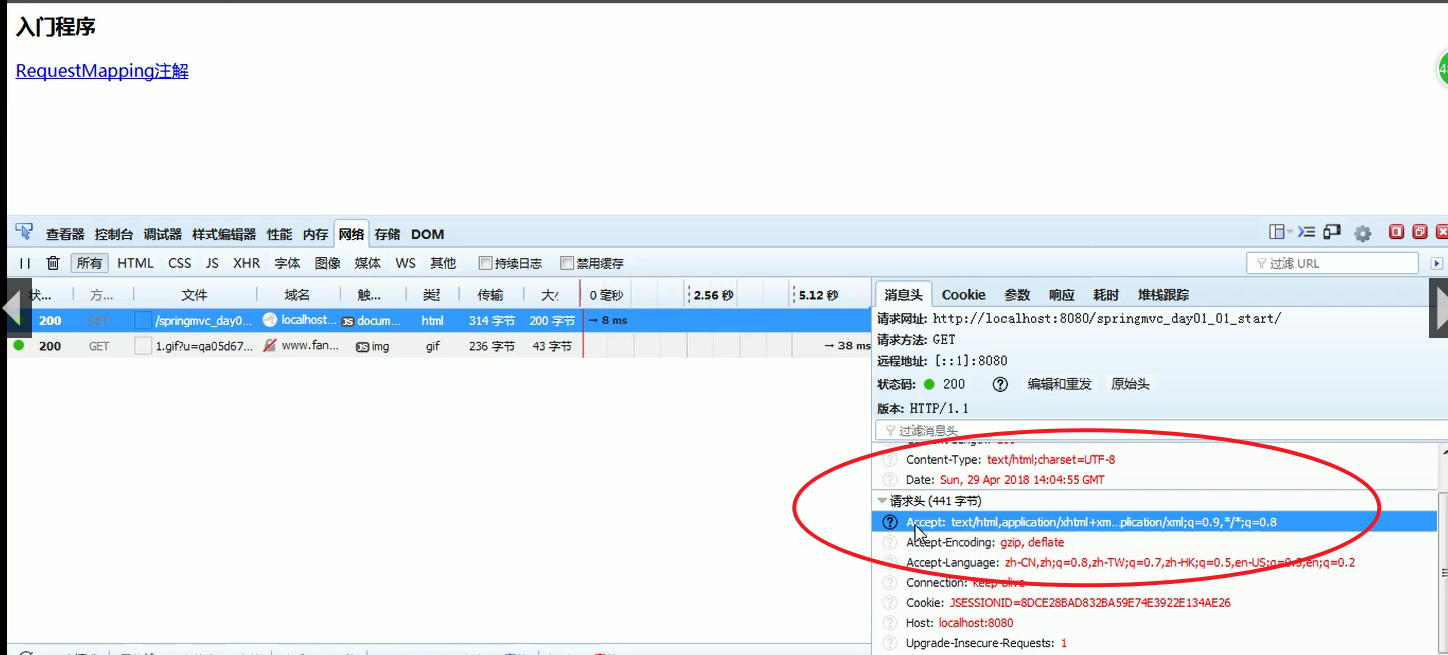 入门程序
RequestMapping注解
查看器 控制台 调试器 样式编辑器 性能 内存 网络 存储 DOM
所有 HTML CSS JS XHR 字体 图像 媒体 WS 其他 持续日志 禁用缓存 过滤 URL
状... 方... 文件 域名 触... 类型 传输 0 毫秒 2.56 秒 5.12 秒
200 GET /springmvc_day0... localhost... JS docum... html 314 字节 200 字节 → 8 ms
200 GET 1.gif?u=qa05d67... www.fan... JS img gif 236 字节 43 字节 → 38 ms
消息头 Cookie 参数 响应 耗时 堆栈跟踪
请求网址: http://localhost:8080/springmvc_day01_01_start/
请求方法: GET
远程地址: [::1]:8080
状态码: 200 ? 编辑和重发 原始头
版本: HTTP/1.1
过滤消息头
Content-Type: text/html;charset=UTF-8
Date: Sun, 29 Apr 2018 14:04:55 GMT
请求头 (441 字节)
Accept: text/html,application/xhtml+xm...plication/xml;q=0.9,*/*;q=0.8
Accept-Encoding: gzip, deflate
Accept-Language: zh-CN,zh;q=0.8,zh-TW;q=0.7,zh-HK;q=0.5,en-US;q=0.3,en;q=0.2
Connection: keep-alive
Cookie: JSESSIONID=8DCE28BAD832BA59E74E3922E134AE26
Host: localhost:8080
Upgrade-Insecure-Requests: 1